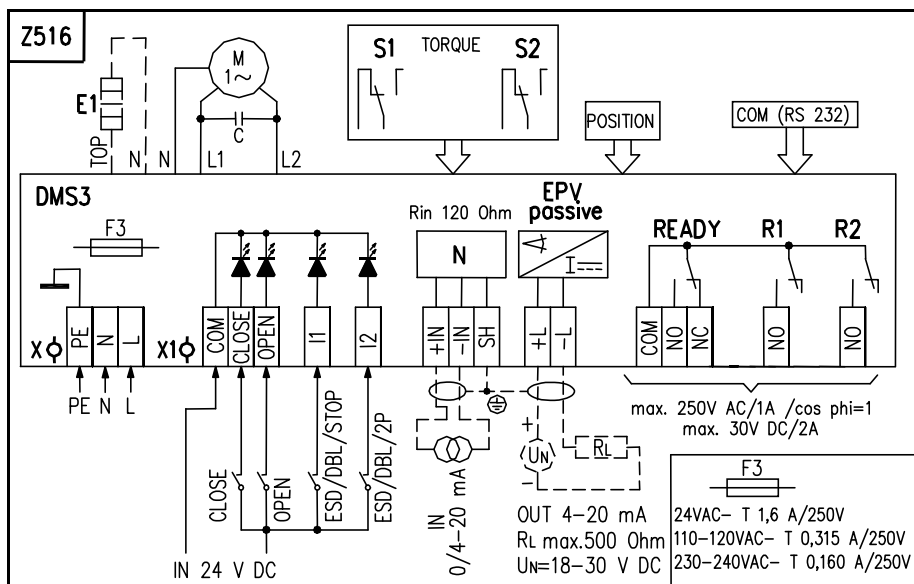 Z516
E1
TOP
N
N
M
1~
C
L1
L2
S1
TORQUE
S2
POSITION
COM (RS 232)
DMS3
F3
Rin 120 Ohm
N
EPV
passive
I
READY
R1
R2
X
PE
N
L
X1
COM
CLOSE
OPEN
I1
I2
+IN
-IN
SH
+L
-L
COM
NO
NC
NO
NO
PE N L
CLOSE
OPEN
ESD/DBL/STOP
ESD/DBL/2P
IN 24 V DC
IN
0/4-20 mA
+
UN
-
RL
OUT 4-20 mA
RL max.500 Ohm
UN=18-30 V DC
max. 250V AC/1A /cos phi=1
max. 30V DC/2A
F3
24VAC- T 1,6 A/250V
110-120VAC- T 0,315 A/250V
230-240VAC- T 0,160 A/250V